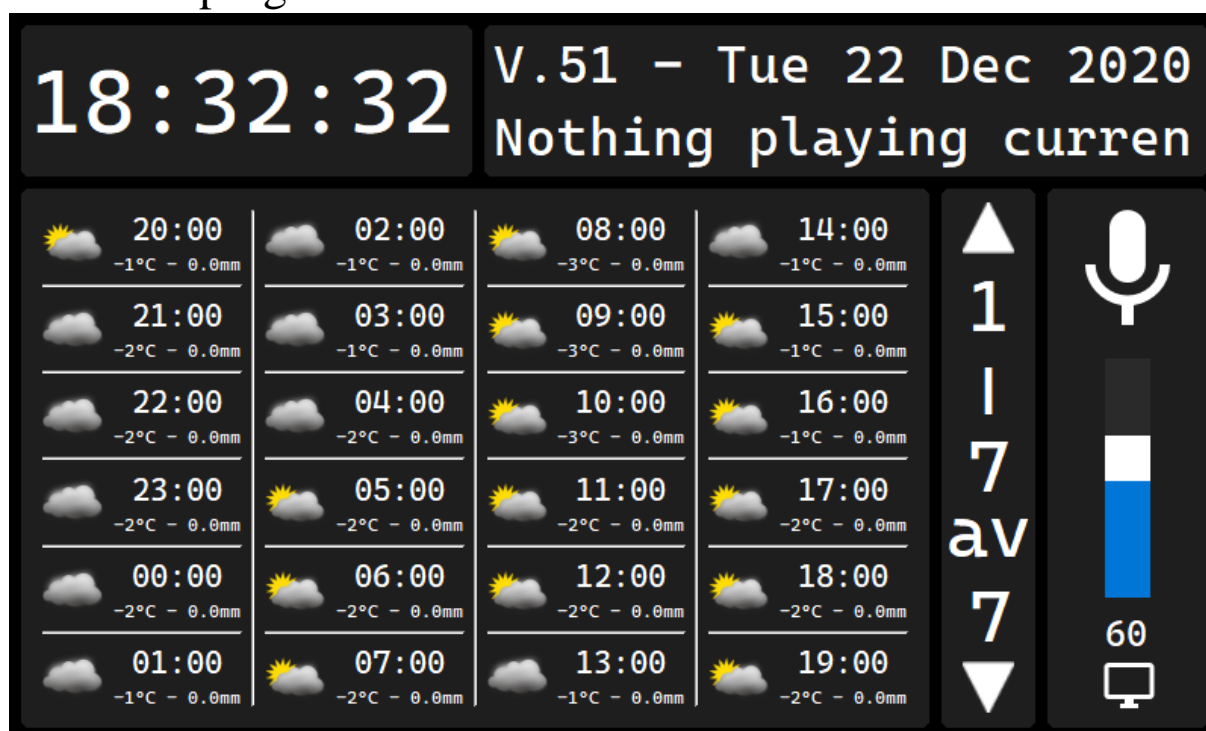 18:32:32
V.51 - Tue 22 Dec 2020
Nothing playing curren
20:00
-1°C - 0.0mm
21:00
-2°C - 0.0mm
22:00
-2°C - 0.0mm
23:00
-2°C - 0.0mm
00:00
-2°C - 0.0mm
01:00
-1°C - 0.0mm
02:00
-1°C - 0.0mm
03:00
-1°C - 0.0mm
04:00
-2°C - 0.0mm
05:00
-2°C - 0.0mm
06:00
-2°C - 0.0mm
07:00
-2°C - 0.0mm
08:00
-3°C - 0.0mm
09:00
-3°C - 0.0mm
10:00
-3°C - 0.0mm
11:00
-2°C - 0.0mm
12:00
-2°C - 0.0mm
13:00
-1°C - 0.0mm
14:00
-1°C - 0.0mm
15:00
-1°C - 0.0mm
16:00
-1°C - 0.0mm
17:00
-2°C - 0.0mm
18:00
-2°C - 0.0mm
19:00
-2°C - 0.0mm
1
|
7
av
7
60